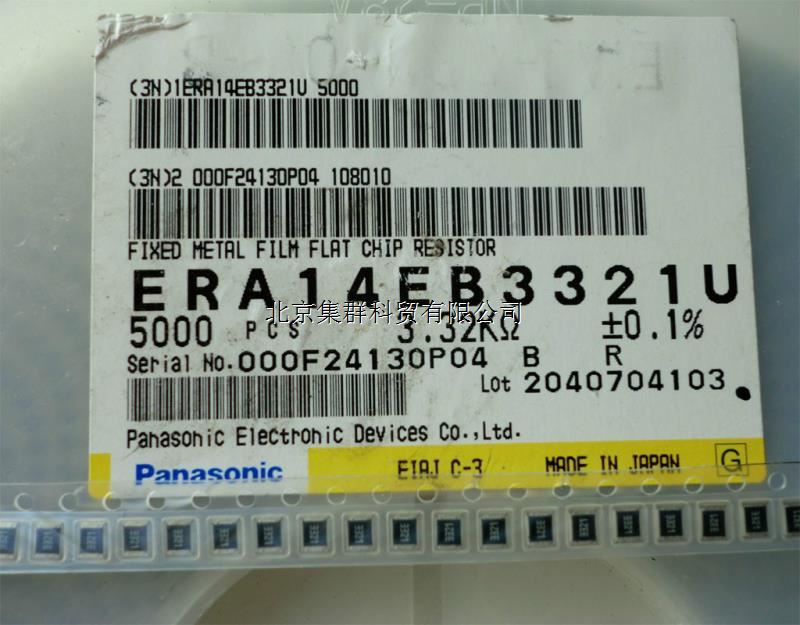 (3N)1ERA14EB3321U 5000
(3N)2 000F24130P04 108010
FIXED METAL FILM FLAT CHIP RESISTOR
ERA14EB3321U
北京集群科贸有限公司
5000 PCS 3.32KΩ ±0.1%
Serial No.000F24130P04 B R
Lot 2040704103
Panasonic Electronic Devices Co.,Ltd.
Panasonic EIAJ C-3 MADE IN JAPAN G